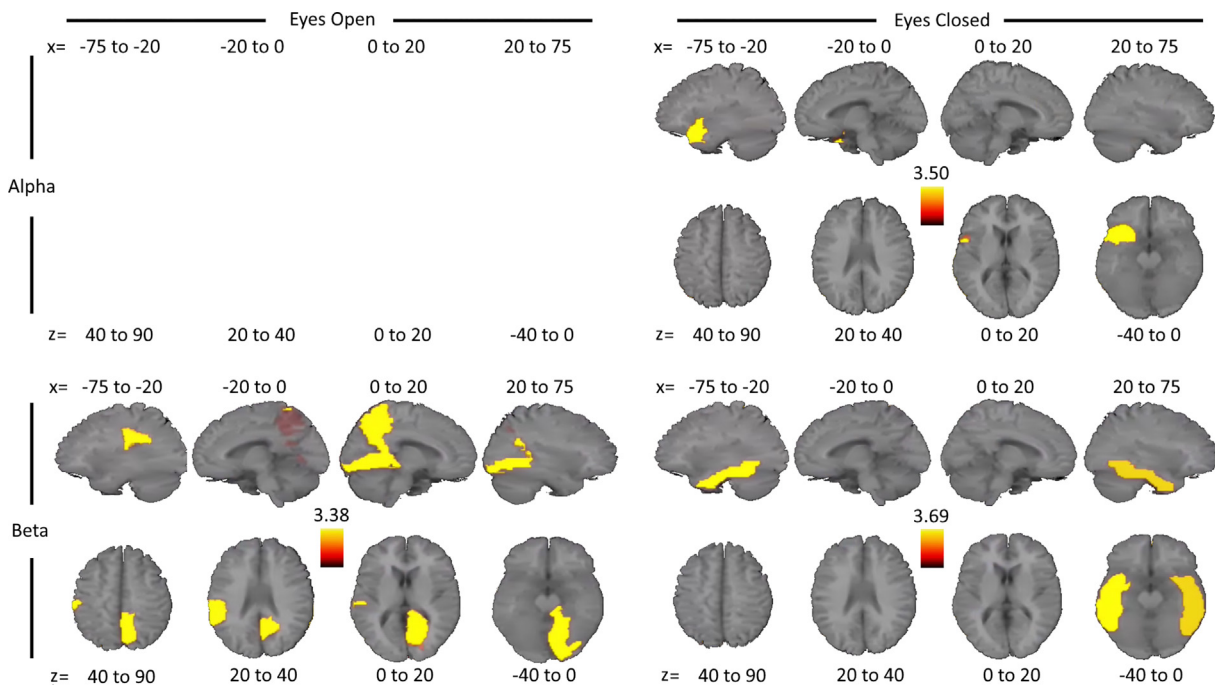 Eyes Open
Eyes Closed
x= -75 to -20 -20 to 0 0 to 20 20 to 75
x= -75 to -20 -20 to 0 0 to 20 20 to 75
Alpha
3.50
z= 40 to 90 20 to 40 0 to 20 -40 to 0
z= 40 to 90 20 to 40 0 to 20 -40 to 0
x= -75 to -20 -20 to 0 0 to 20 20 to 75
x= -75 to -20 -20 to 0 0 to 20 20 to 75
Beta
3.38
3.69
z= 40 to 90 20 to 40 0 to 20 -40 to 0
z= 40 to 90 20 to 40 0 to 20 -40 to 0